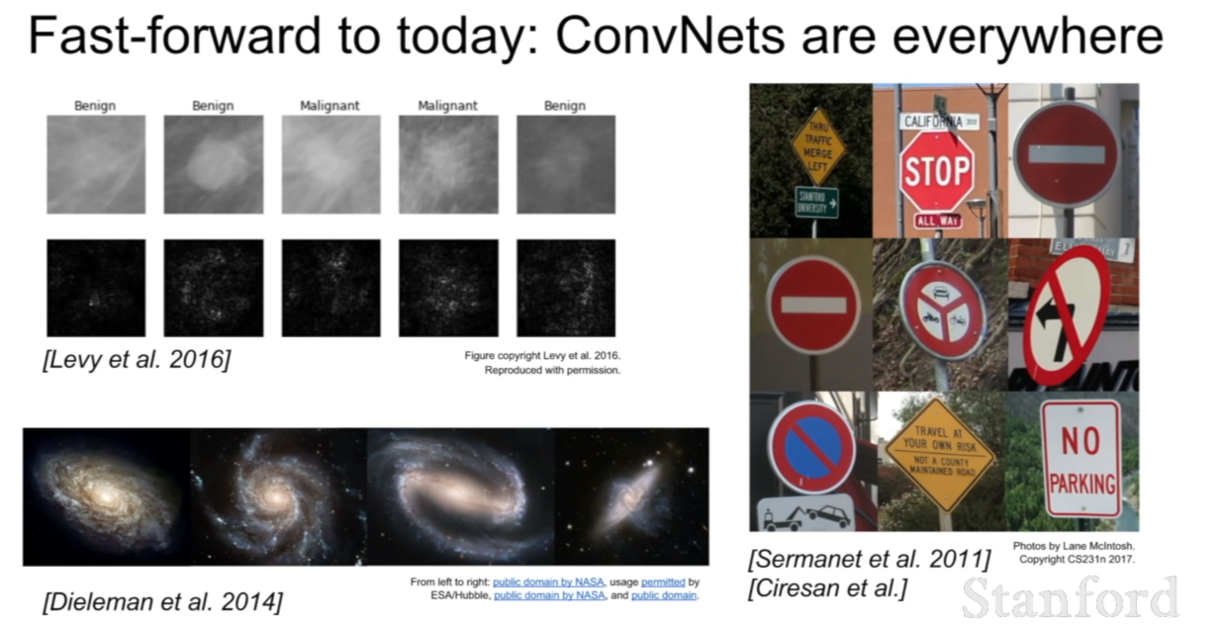 Fast-forward to today: ConvNets are everywhere
Benign
Benign
Malignant
Malignant
Benign
[Levy et al. 2016]
Figure copyright Levy et al. 2016.
Reproduced with permission.
From left to right: public domain by NASA, usage permitted by
ESA/Hubble, public domain by NASA, and public domain.
[Dieleman et al. 2014]
THRU
TRAFFIC
MERGE
LEFT
STANFORD
UNIVERSITY
CALIFORNIA
STOP
ALL WAY
TRAVEL AT
YOUR OWN RISK
NOT A COUNTY
MAINTAINED ROAD
NO
PARKING
[Sermanet et al. 2011]
[Ciresan et al.]
Photos by Lane McIntosh.
Copyright CS231n 2017.
Stanford